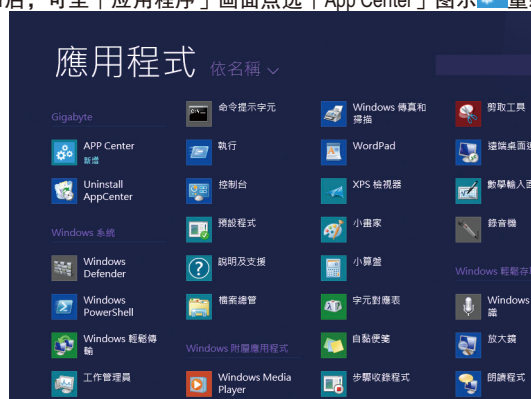 后，可至「应用程序」画面点选「App Center」图示
應用程式 依名稱
Gigabyte
APP Center
新增
Uninstall
AppCenter
Windows 系統
Windows
Defender
Windows
PowerShell
Windows 輕鬆傳
輸
工作管理員
命令提示字元
執行
控制台
預設程式
說明及支援
檔案總管
Windows 附屬應用程式
Windows Media
Player
Windows 傳真和
掃描
WordPad
XPS 檢視器
小畫家
小算盤
字元對應表
自黏便箋
步驟收錄程式
剪取工具
遠端桌面連
數學輸入面
錄音機
Windows 輕鬆存
Windows
識
放大鏡
朗讀程式